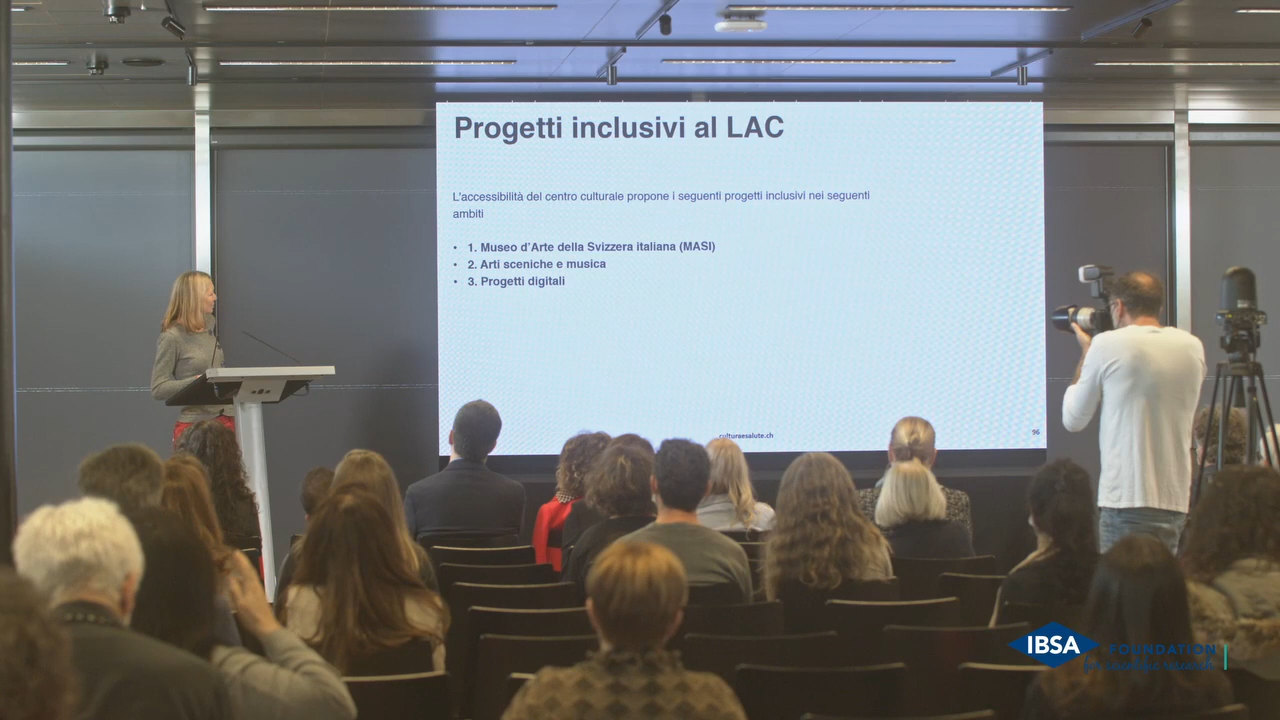 Progetti inclusivi al LAC
L'accessibilità del centro culturale propone i seguenti progetti inclusivi nei seguenti
ambiti
• 1. Museo d'Arte della Svizzera italiana (MASI)
• 2. Arti sceniche e musica
• 3. Progetti digitali
culturaesalute.ch
96
IBSA FOUNDATION
for scientific research